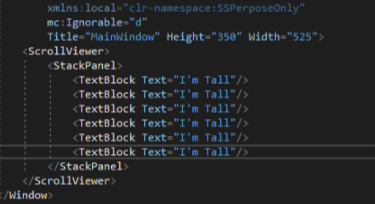 xmlns:local="clr-namespace:SSPerposeOnly"
mc:Ignorable="d"
Title="MainWindow" Height="350" Width="525">
<ScrollViewer>
<StackPanel>
<TextBlock Text="I'm Tall"/>
<TextBlock Text="I'm Tall"/>
<TextBlock Text="I'm Tall"/>
<TextBlock Text="I'm Tall"/>
<TextBlock Text="I'm Tall"/>
<TextBlock Text="I'm Tall"/>
</StackPanel>
</ScrollViewer>
</Window>